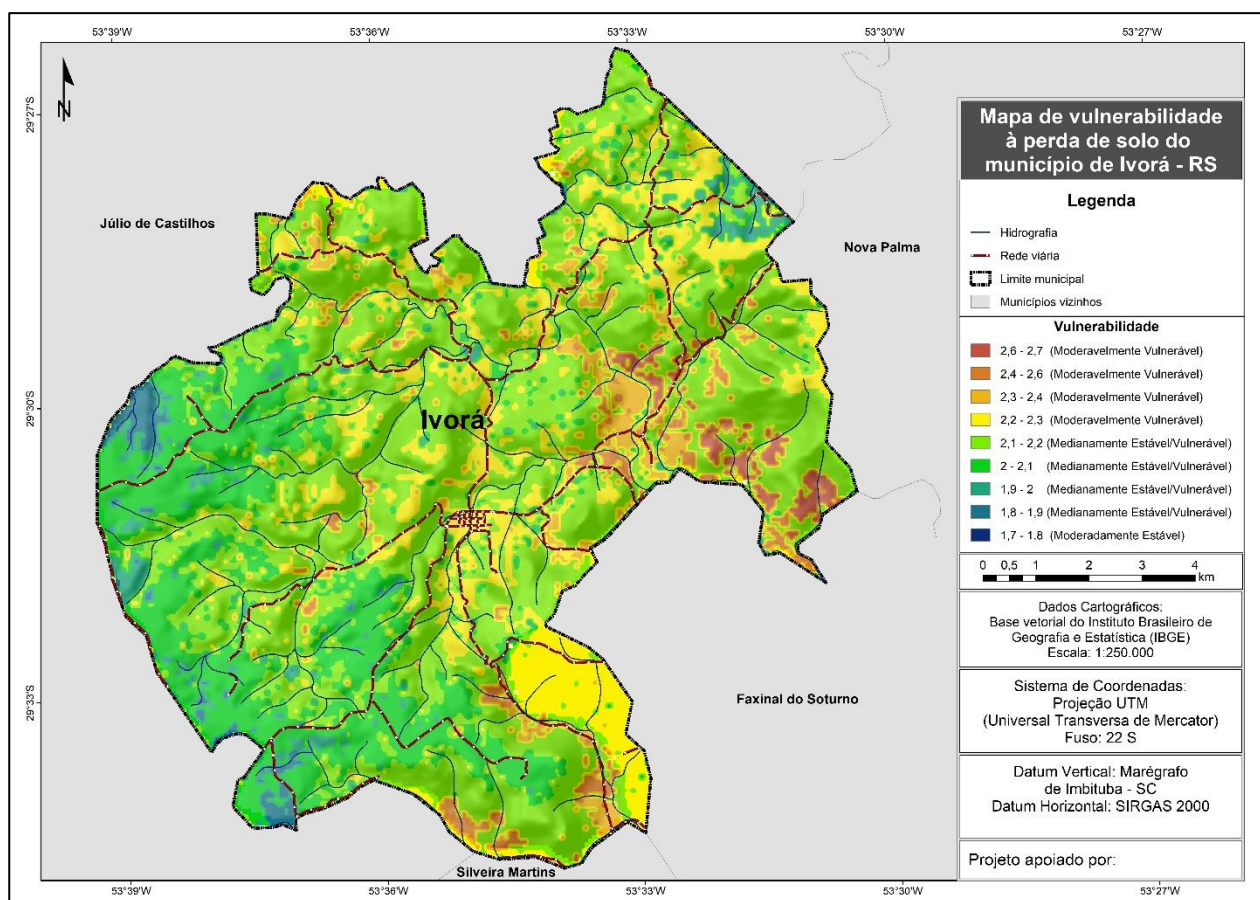 53°39'W 53°36'W 53°33'W 53°30'W 53°27'W
29°27'S
29°30'S
29°33'S
N
Júlio de Castilhos
Nova Palma
Ivorá
Faxinal do Soturno
Silveira Martins
53°39'W 53°36'W 53°33'W 53°30'W 53°27'W
Mapa de vulnerabilidade
à perda de solo do
município de Ivorá - RS
Legenda
Hidrografia
Rede viária
Limite municipal
Municípios vizinhos
Vulnerabilidade
2,6 - 2,7 (Moderavelmente Vulnerável)
2,4 - 2,6 (Moderavelmente Vulnerável)
2,3 - 2,4 (Moderavelmente Vulnerável)
2,2 - 2,3 (Moderavelmente Vulnerável)
2,1 - 2,2 (Medianamente Estável/Vulnerável)
2 - 2,1 (Medianamente Estável/Vulnerável)
1,9 - 2 (Medianamente Estável/Vulnerável)
1,8 - 1,9 (Medianamente Estável/Vulnerável)
1,7 - 1,8 (Moderadamente Estável)
0 0,5 1 2 3 4
km
Dados Cartográficos:
Base vetorial do Instituto Brasileiro de
Geografia e Estatística (IBGE)
Escala: 1:250.000
Sistema de Coordenadas:
Projeção UTM
(Universal Transversa de Mercator)
Fuso: 22 S
Datum Vertical: Marégrafo
de Imbituba - SC
Datum Horizontal: SIRGAS 2000
Projeto apoiado por: